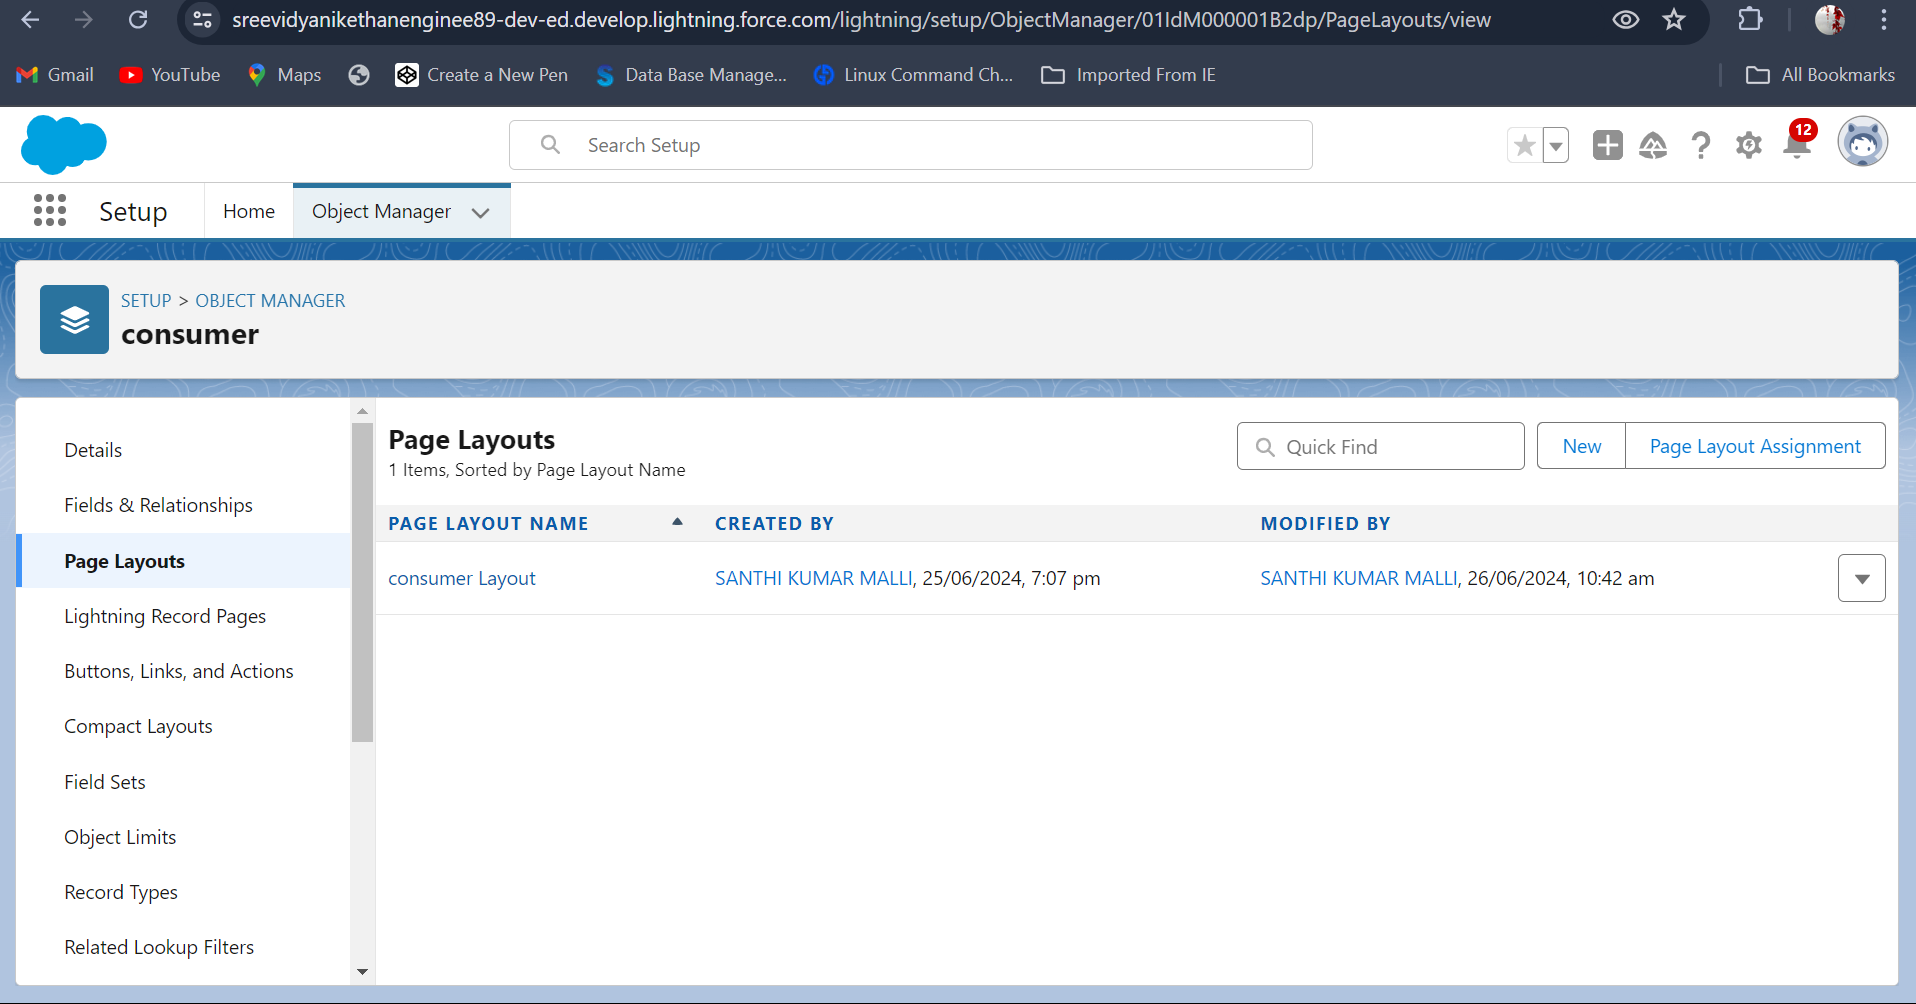 sreevidyanikethanenginee89-dev-ed.develop.lightning.force.com/lightning/setup/ObjectManager/01IdM000001B2dp/PageLayouts/view
Gmail YouTube Maps Create a New Pen Data Base Manage... Linux Command Ch... Imported From IE All Bookmarks
Search Setup 12
Setup Home Object Manager
SETUP > OBJECT MANAGER
consumer
Details
Fields & Relationships
Page Layouts
Lightning Record Pages
Buttons, Links, and Actions
Compact Layouts
Field Sets
Object Limits
Record Types
Related Lookup Filters
Page Layouts
1 Items, Sorted by Page Layout Name
Quick Find New Page Layout Assignment
PAGE LAYOUT NAME CREATED BY MODIFIED BY
consumer Layout SANTHI KUMAR MALLI, 25/06/2024, 7:07 pm SANTHI KUMAR MALLI, 26/06/2024, 10:42 am